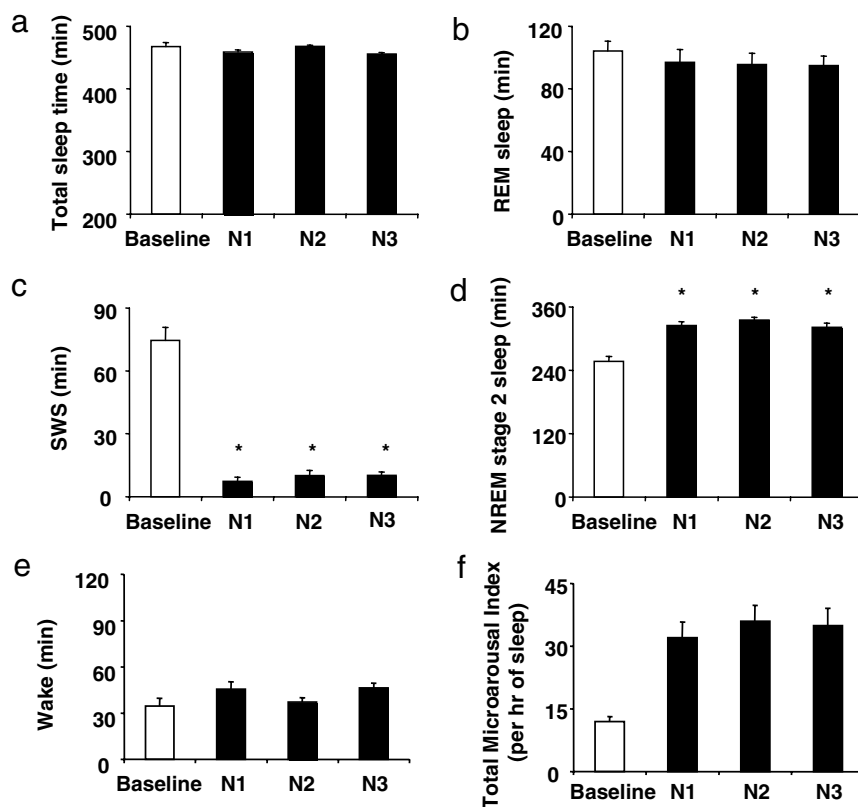 a
Total sleep time (min)
500
400
300
200
Baseline N1 N2 N3
b
REM sleep (min)
120
80
40
0
Baseline N1 N2 N3
c
SWS (min)
90
60
30
0
* * *
Baseline N1 N2 N3
d
NREM stage 2 sleep (min)
360
240
120
0
* * *
Baseline N1 N2 N3
e
Wake (min)
120
90
60
30
0
Baseline N1 N2 N3
f
Total Microarousal Index
(per hr of sleep)
45
30
15
0
Baseline N1 N2 N3